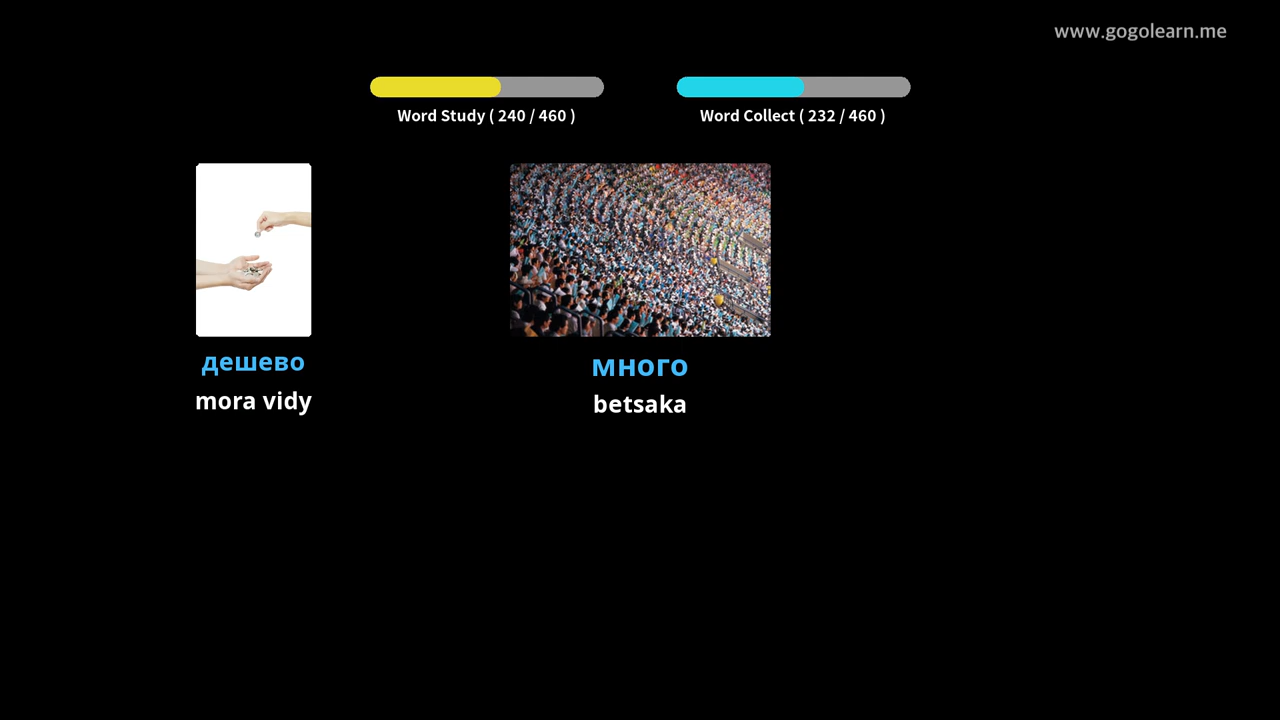 www.gogolearn.me
Word Study ( 240 / 460 )
Word Collect ( 232 / 460 )
дешево
mora vidy
много
betsaka